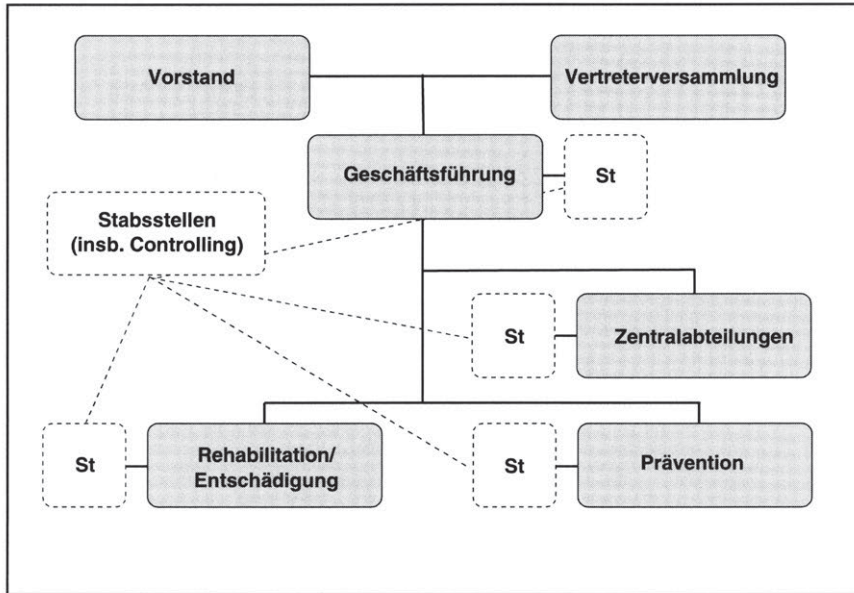 Vorstand
Vertreterversammlung
Geschäftsführung
St
Stabsstellen
(insb. Controlling)
St
Zentralabteilungen
St
Rehabilitation/
Entschädigung
St
Prävention